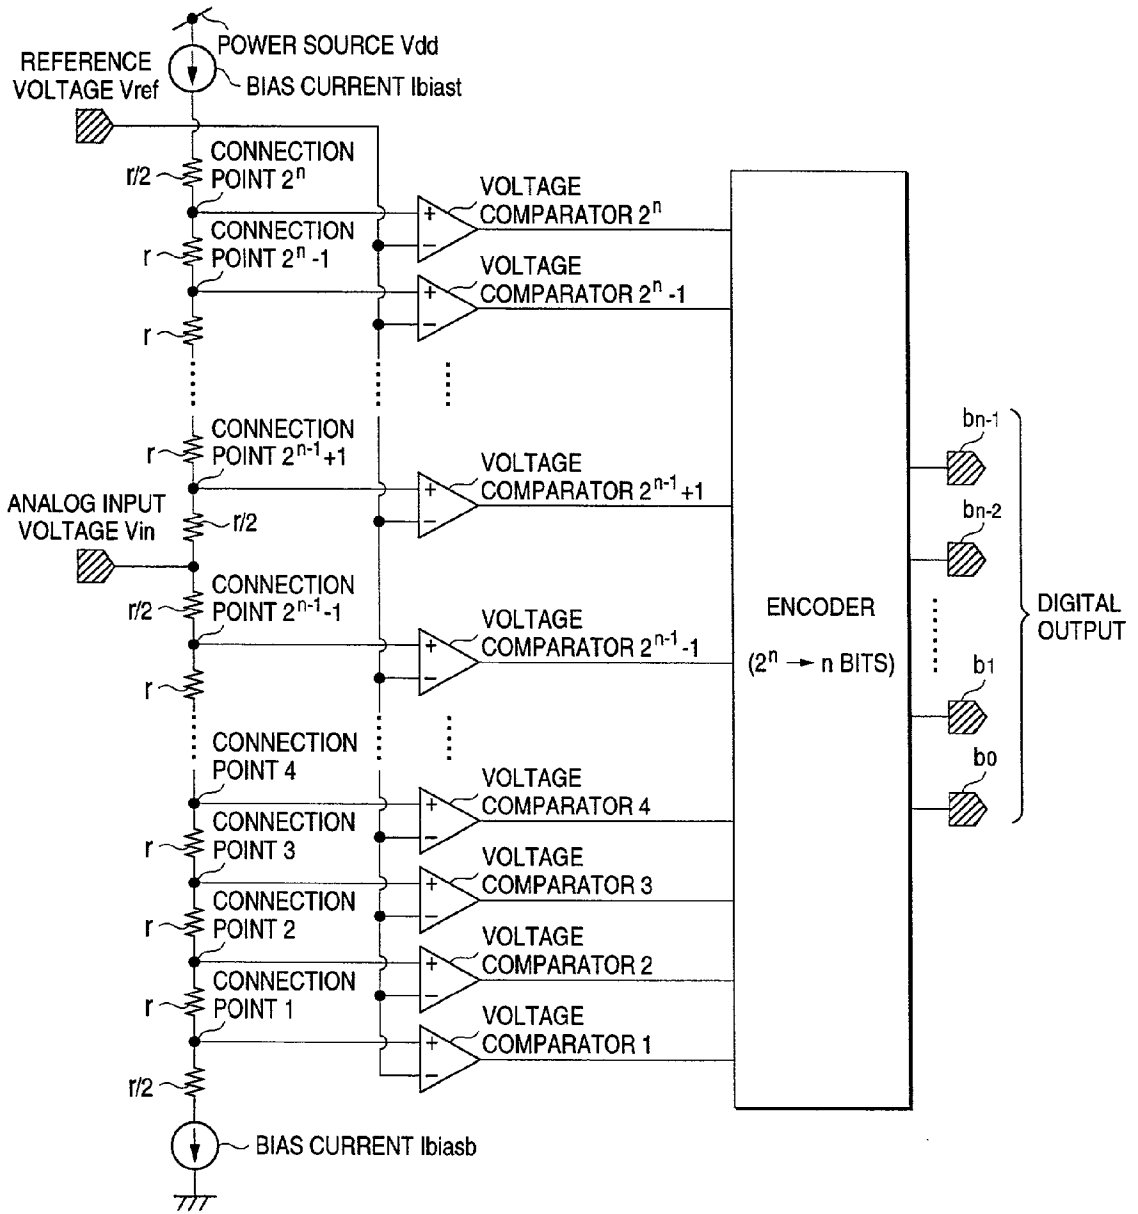 POWER SOURCE Vdd
REFERENCE
VOLTAGE Vref
BIAS CURRENT Ibiast
r/2
CONNECTION
POINT 2ⁿ
VOLTAGE
COMPARATOR 2ⁿ
+
−
r
CONNECTION
POINT 2ⁿ-1
VOLTAGE
COMPARATOR 2ⁿ-1
+
−
r
r
CONNECTION
POINT 2ⁿ⁻¹+1
VOLTAGE
COMPARATOR 2ⁿ⁻¹+1
+
−
ANALOG INPUT
VOLTAGE Vin
r/2
r/2
CONNECTION
POINT 2ⁿ⁻¹-1
VOLTAGE
COMPARATOR 2ⁿ⁻¹-1
+
−
r
CONNECTION
POINT 4
VOLTAGE
COMPARATOR 4
+
−
r
CONNECTION
POINT 3
VOLTAGE
COMPARATOR 3
+
−
r
CONNECTION
POINT 2
VOLTAGE
COMPARATOR 2
+
−
r
CONNECTION
POINT 1
VOLTAGE
COMPARATOR 1
+
−
r/2
BIAS CURRENT Ibiasb
ENCODER
(2ⁿ → n BITS)
bn-1
bn-2
b1
b0
DIGITAL
OUTPUT